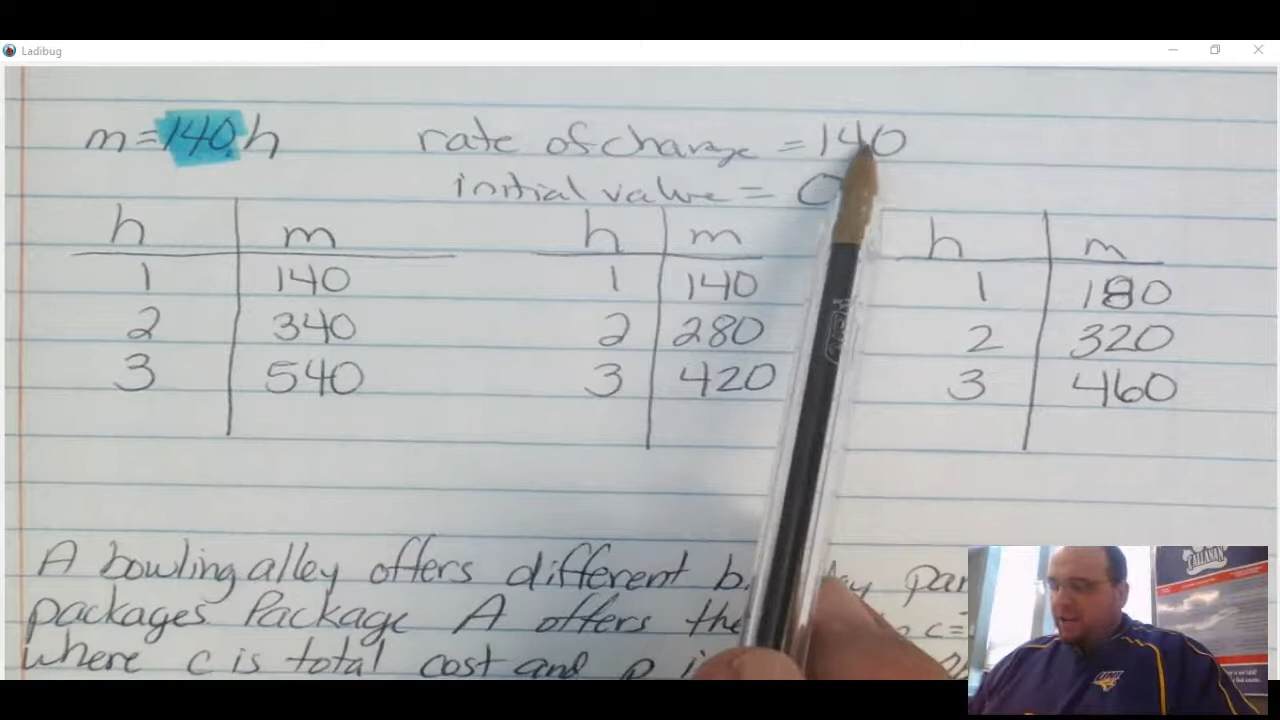 Ladibug
m=140.h rate of change = 140
initial value = 0
h m h m h m
1 140 1 140 1 180
2 340 2 280 2 320
3 540 3 420 3 460
A bowling alley offers different
packages Package A offers the c=
where c is total cost and p
CALLAHAN